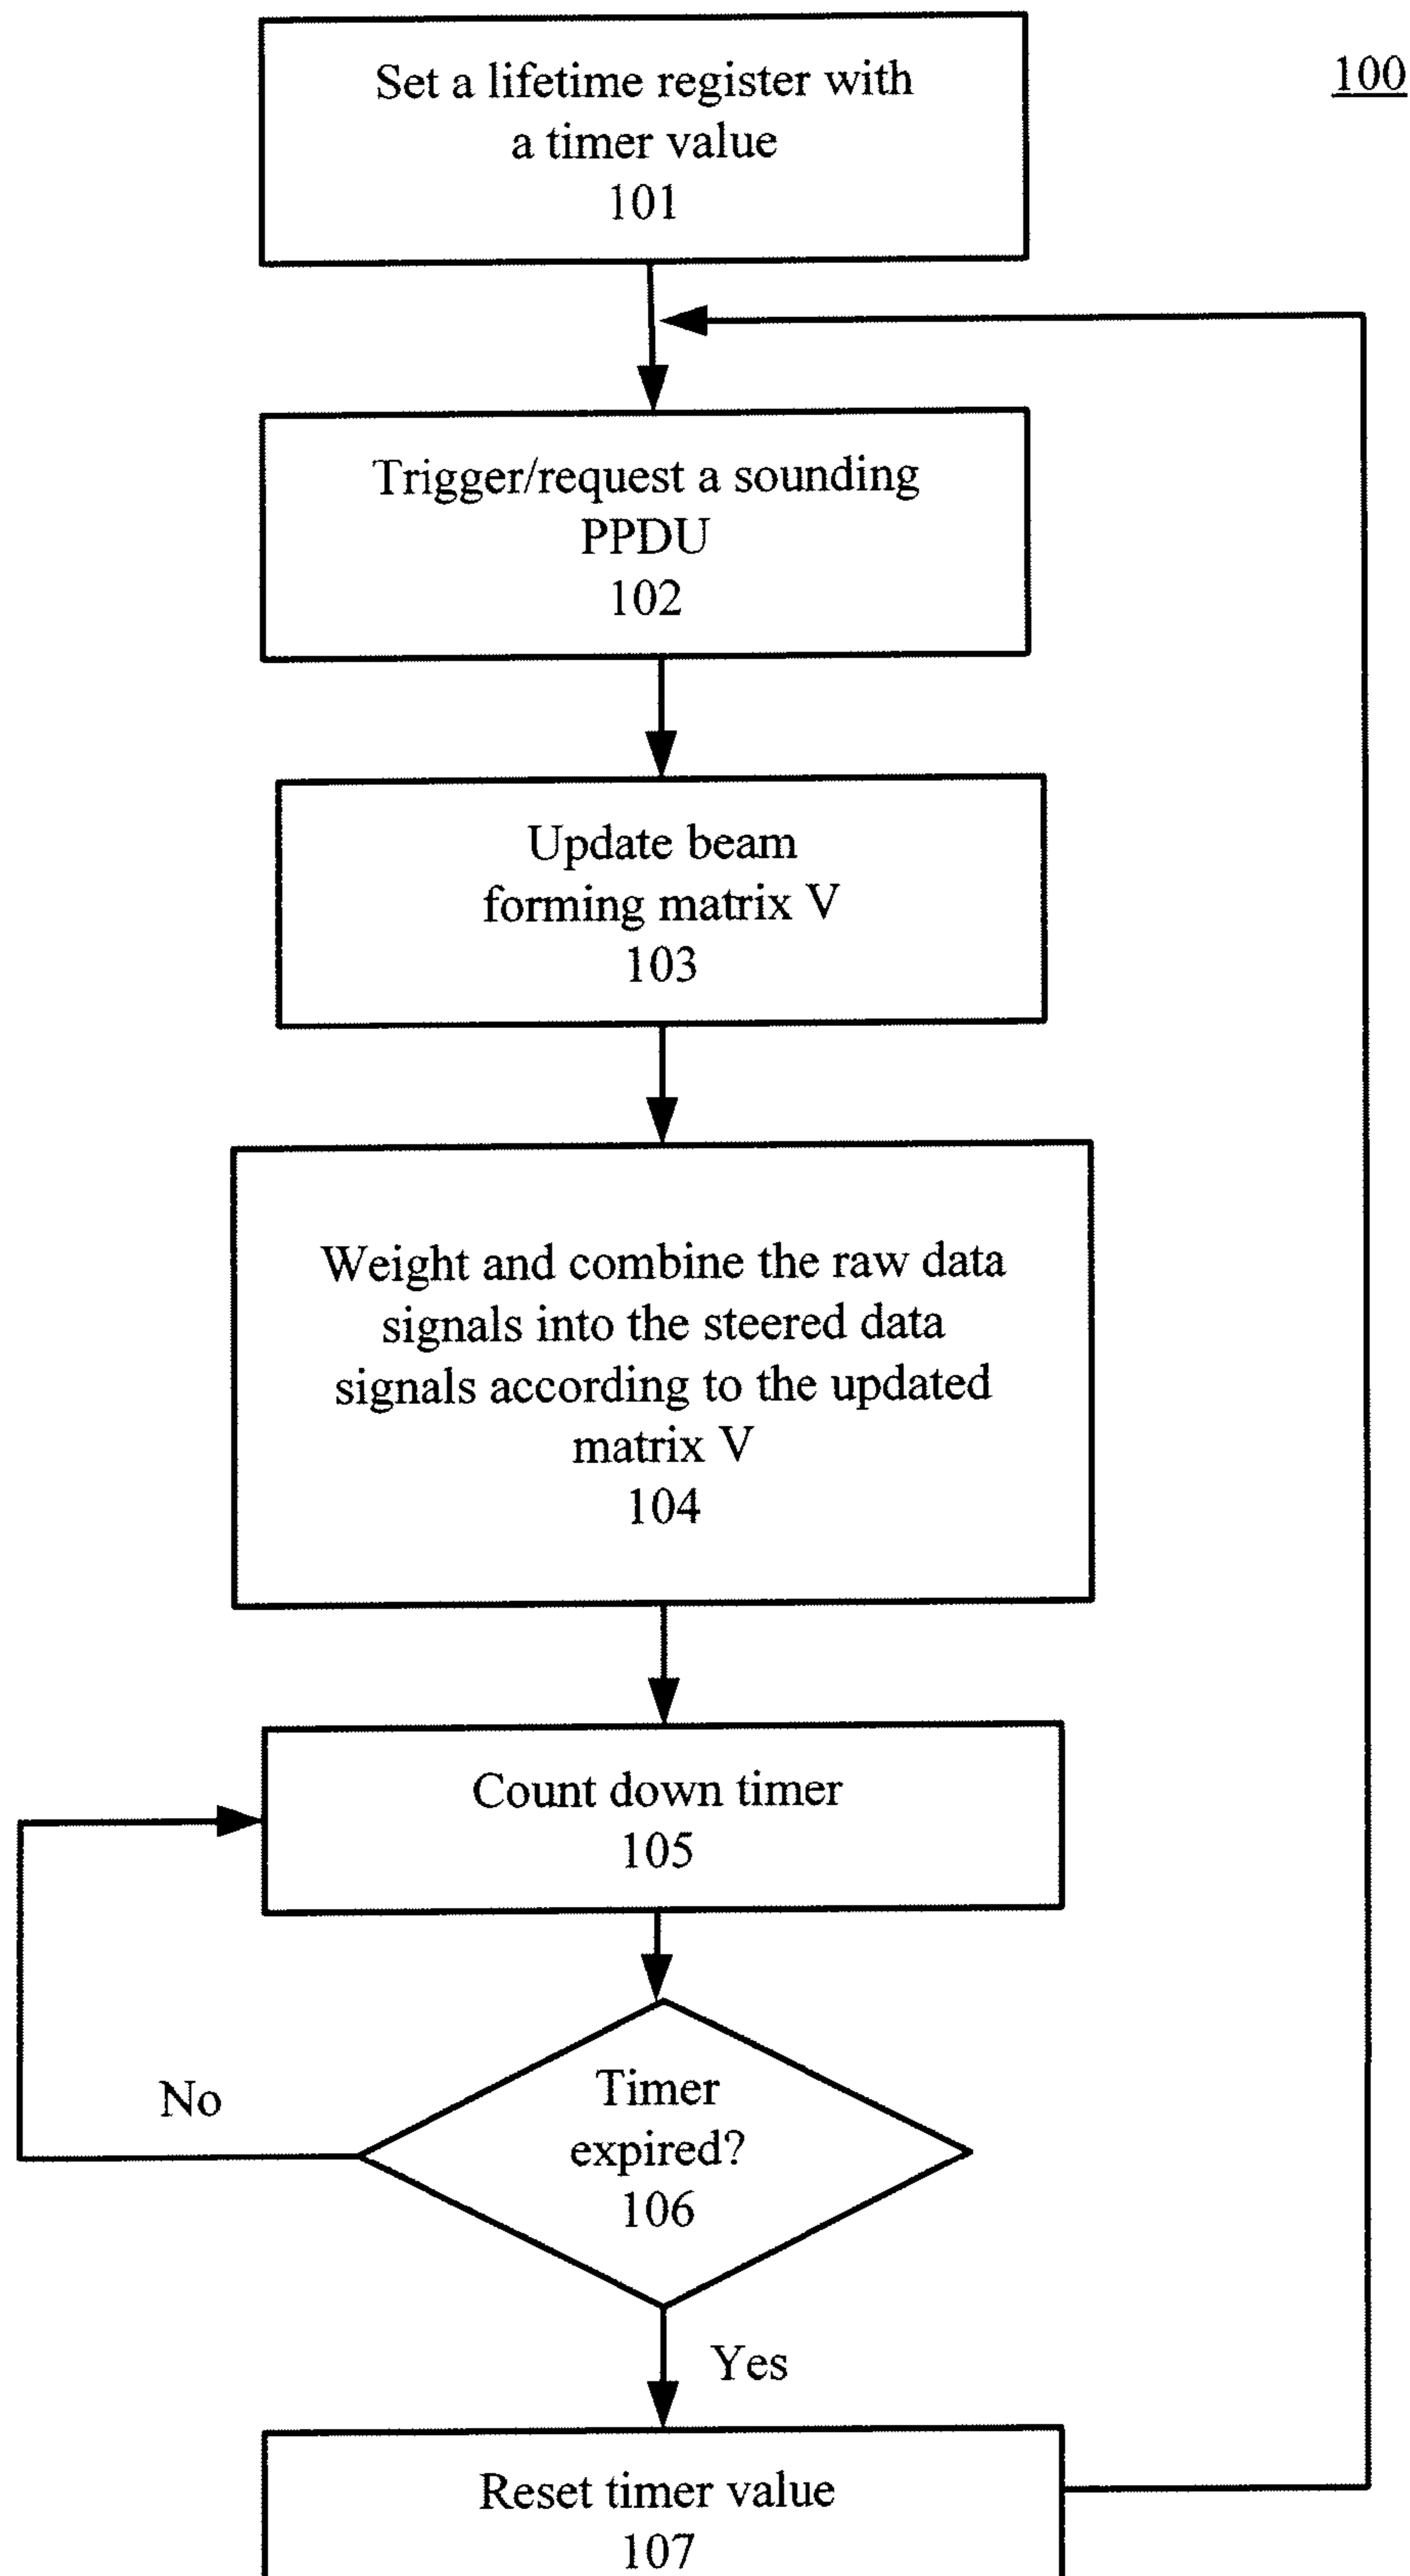 100
Set a lifetime register with
a timer value
101
Trigger/request a sounding
PPDU
102
Update beam
forming matrix V
103
Weight and combine the raw data
signals into the steered data
signals according to the updated
matrix V
104
Count down timer
105
Timer
expired?
106
No
Yes
Reset timer value
107